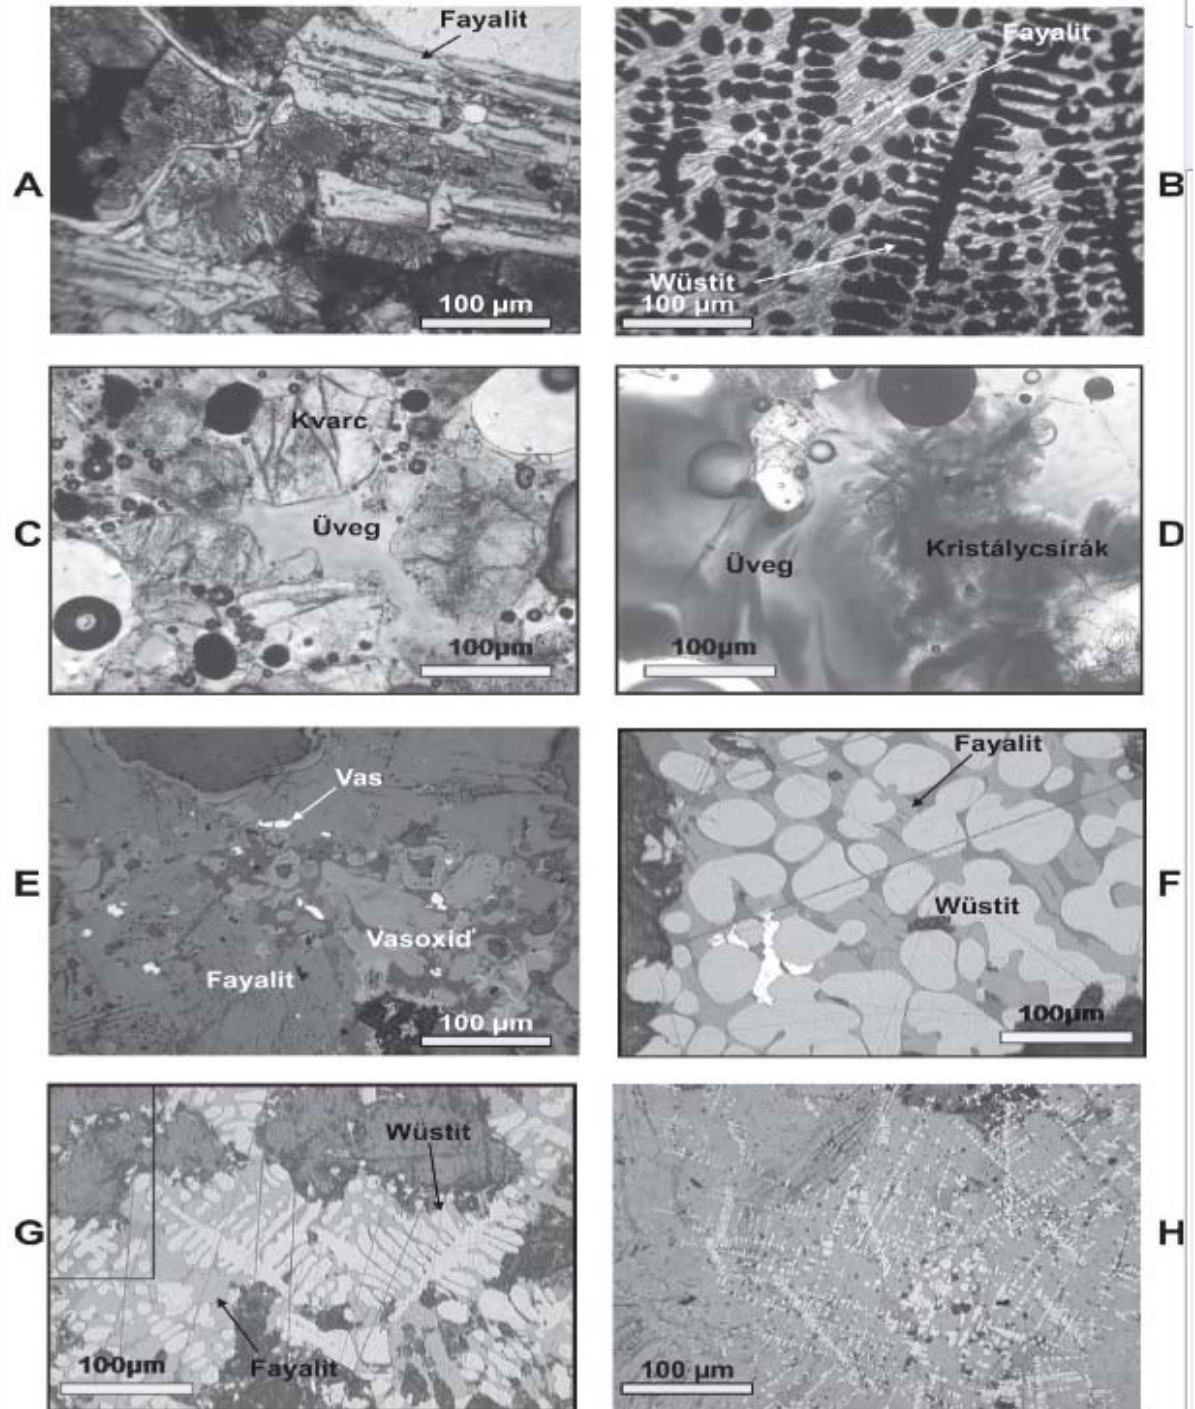 A
Fayalit
100 µm
B
Fayalit
Wüstit
100 µm
C
Kvarc
Üveg
100µm
D
Üveg
Kristálycsírák
100µm
E
Vas
Vasoxid
Fayalit
100 µm
F
Fayalit
Wüstit
100µm
G
Wüstit
Fayalit
100µm
H
100 µm